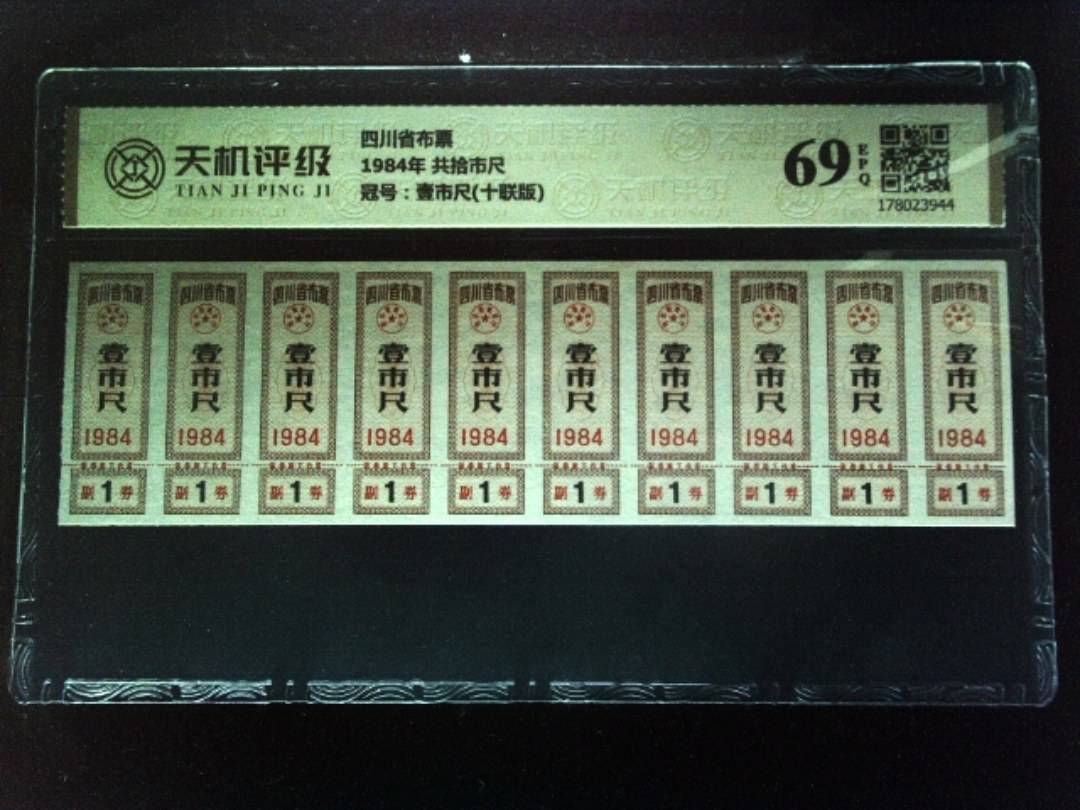 天机评级
TIAN JI PING JI
四川省布票
1984年 共拾市尺
冠号：壹市尺(十联版)
69
EPQ
178023944
四川省布票 四川省布票 四川省布票 四川省布票 四川省布票 四川省布票 四川省布票 四川省布票 四川省布票 四川省布票
壹市尺 壹市尺 壹市尺 壹市尺 壹市尺 壹市尺 壹市尺 壹市尺 壹市尺 壹市尺
1984 1984 1984 1984 1984 1984 1984 1984 1984 1984
副1券 副1券 副1券 副1券 副1券 副1券 副1券 副1券 副1券 副1券